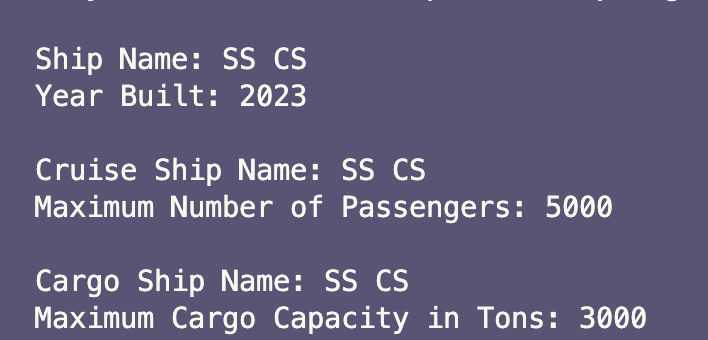 Ship Name: SS CS
Year Built: 2023
Cruise Ship Name: SS CS
Maximum Number of Passengers: 5000
Cargo Ship Name: SS CS
Maximum Cargo Capacity in Tons: 3000